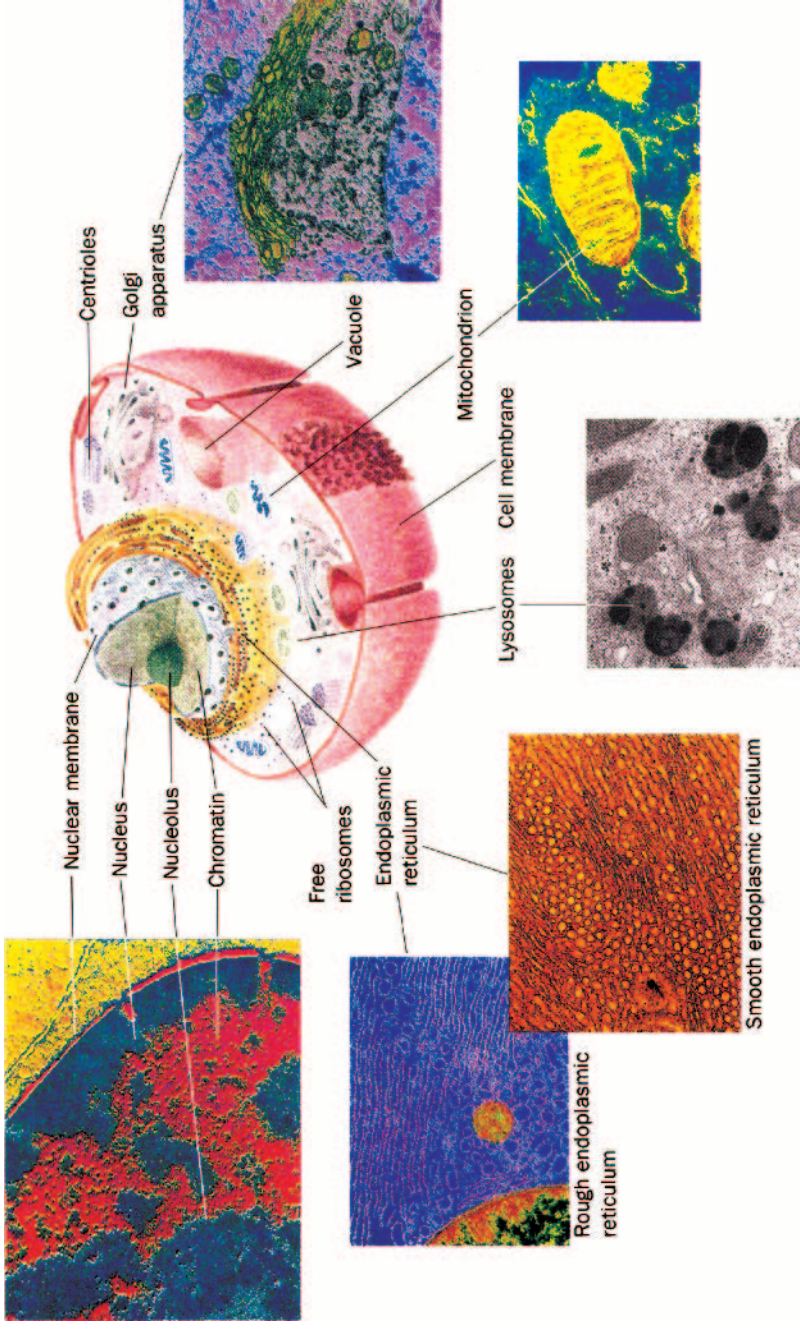 Nuclear membrane
Nucleus
Nucleolus
Chromatin
Free
ribosomes
Endoplasmic
reticulum
Rough endoplasmic
reticulum
Smooth endoplasmic reticulum
Lysosomes
Cell membrane
Mitochondrion
Vacuole
Centrioles
Golgi
apparatus